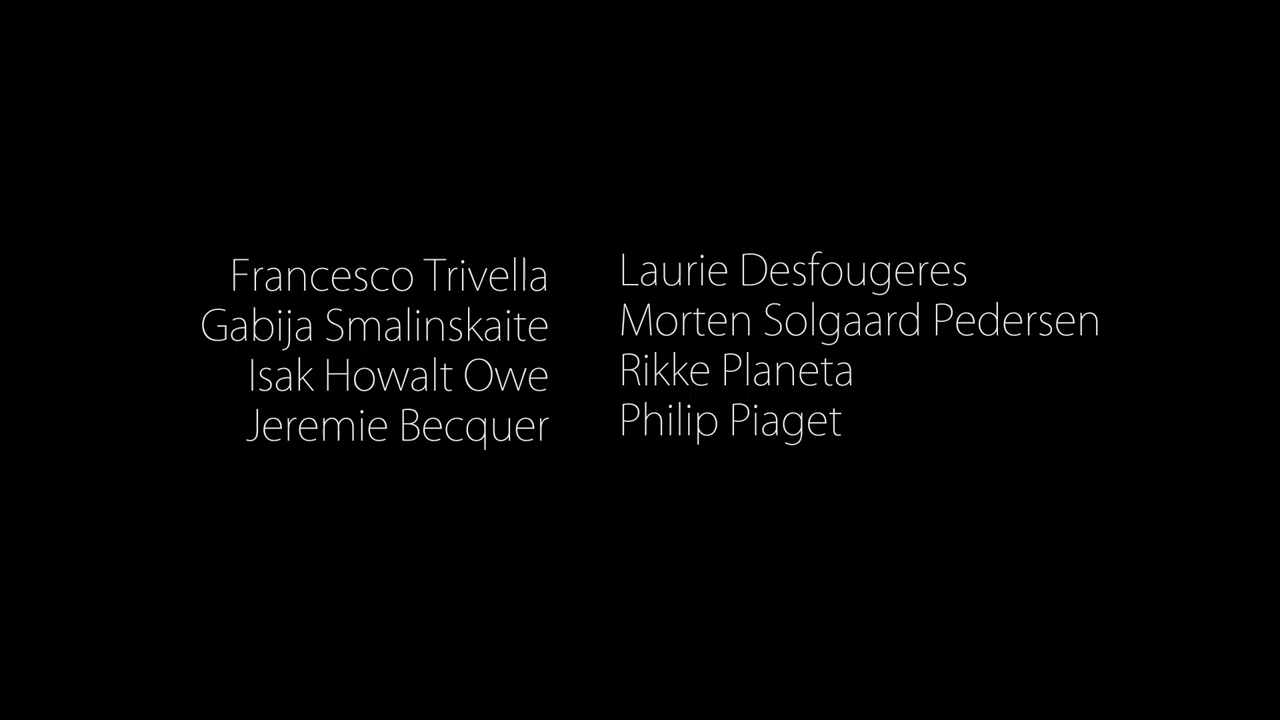 Francesco Trivella
Gabija Smalinskaite
Isak Howalt Owe
Jeremie Becquer
Laurie Desfougeres
Morten Solgaard Pedersen
Rikke Planeta
Philip Piaget